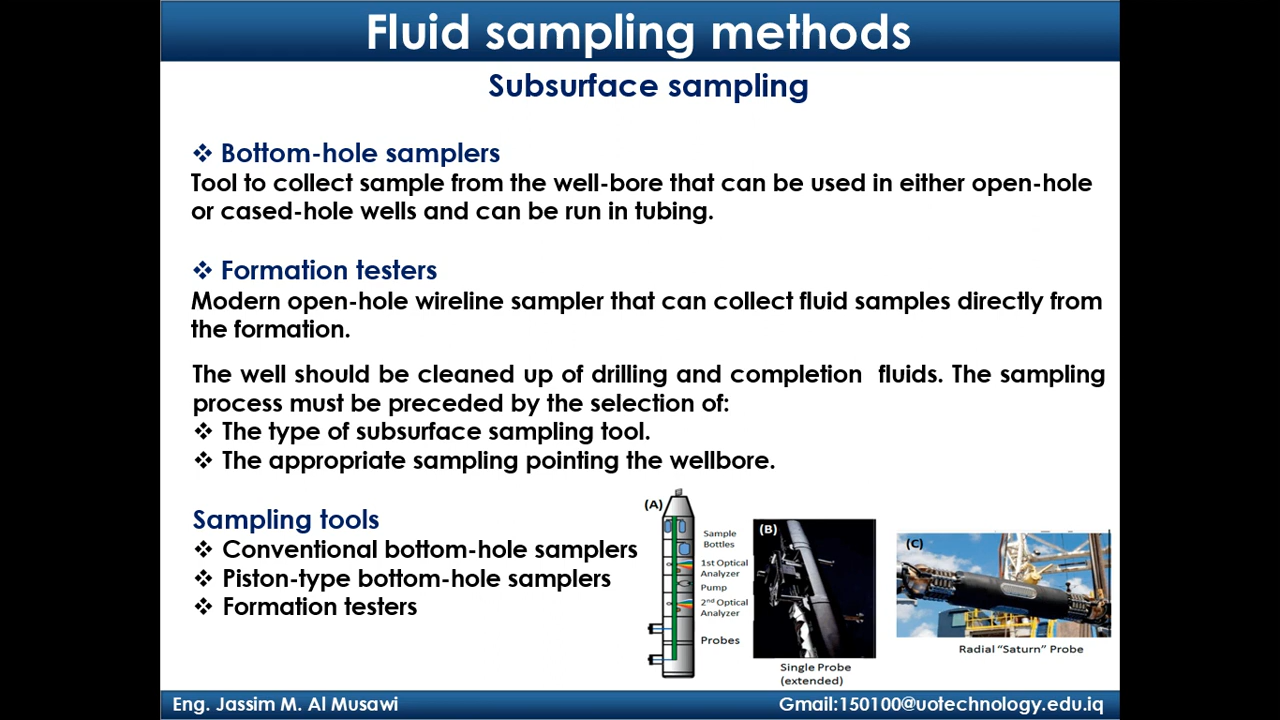 Fluid sampling methods
Subsurface sampling
❖ Bottom-hole samplers
Tool to collect sample from the well-bore that can be used in either open-hole
or cased-hole wells and can be run in tubing.
❖ Formation testers
Modern open-hole wireline sampler that can collect fluid samples directly from
the formation.
The well should be cleaned up of drilling and completion fluids. The sampling
process must be preceded by the selection of:
❖ The type of subsurface sampling tool.
❖ The appropriate sampling pointing the wellbore.
Sampling tools
❖ Conventional bottom-hole samplers
❖ Piston-type bottom-hole samplers
❖ Formation testers
(A)
Sample
Bottles
1st Optical
Analyzer
Pump
2nd Optical
Analyzer
Probes
(B)
Single Probe
(extended)
(C)
Radial "Saturn" Probe
Eng. Jassim M. Al Musawi
Gmail:150100@uotechnology.edu.iq